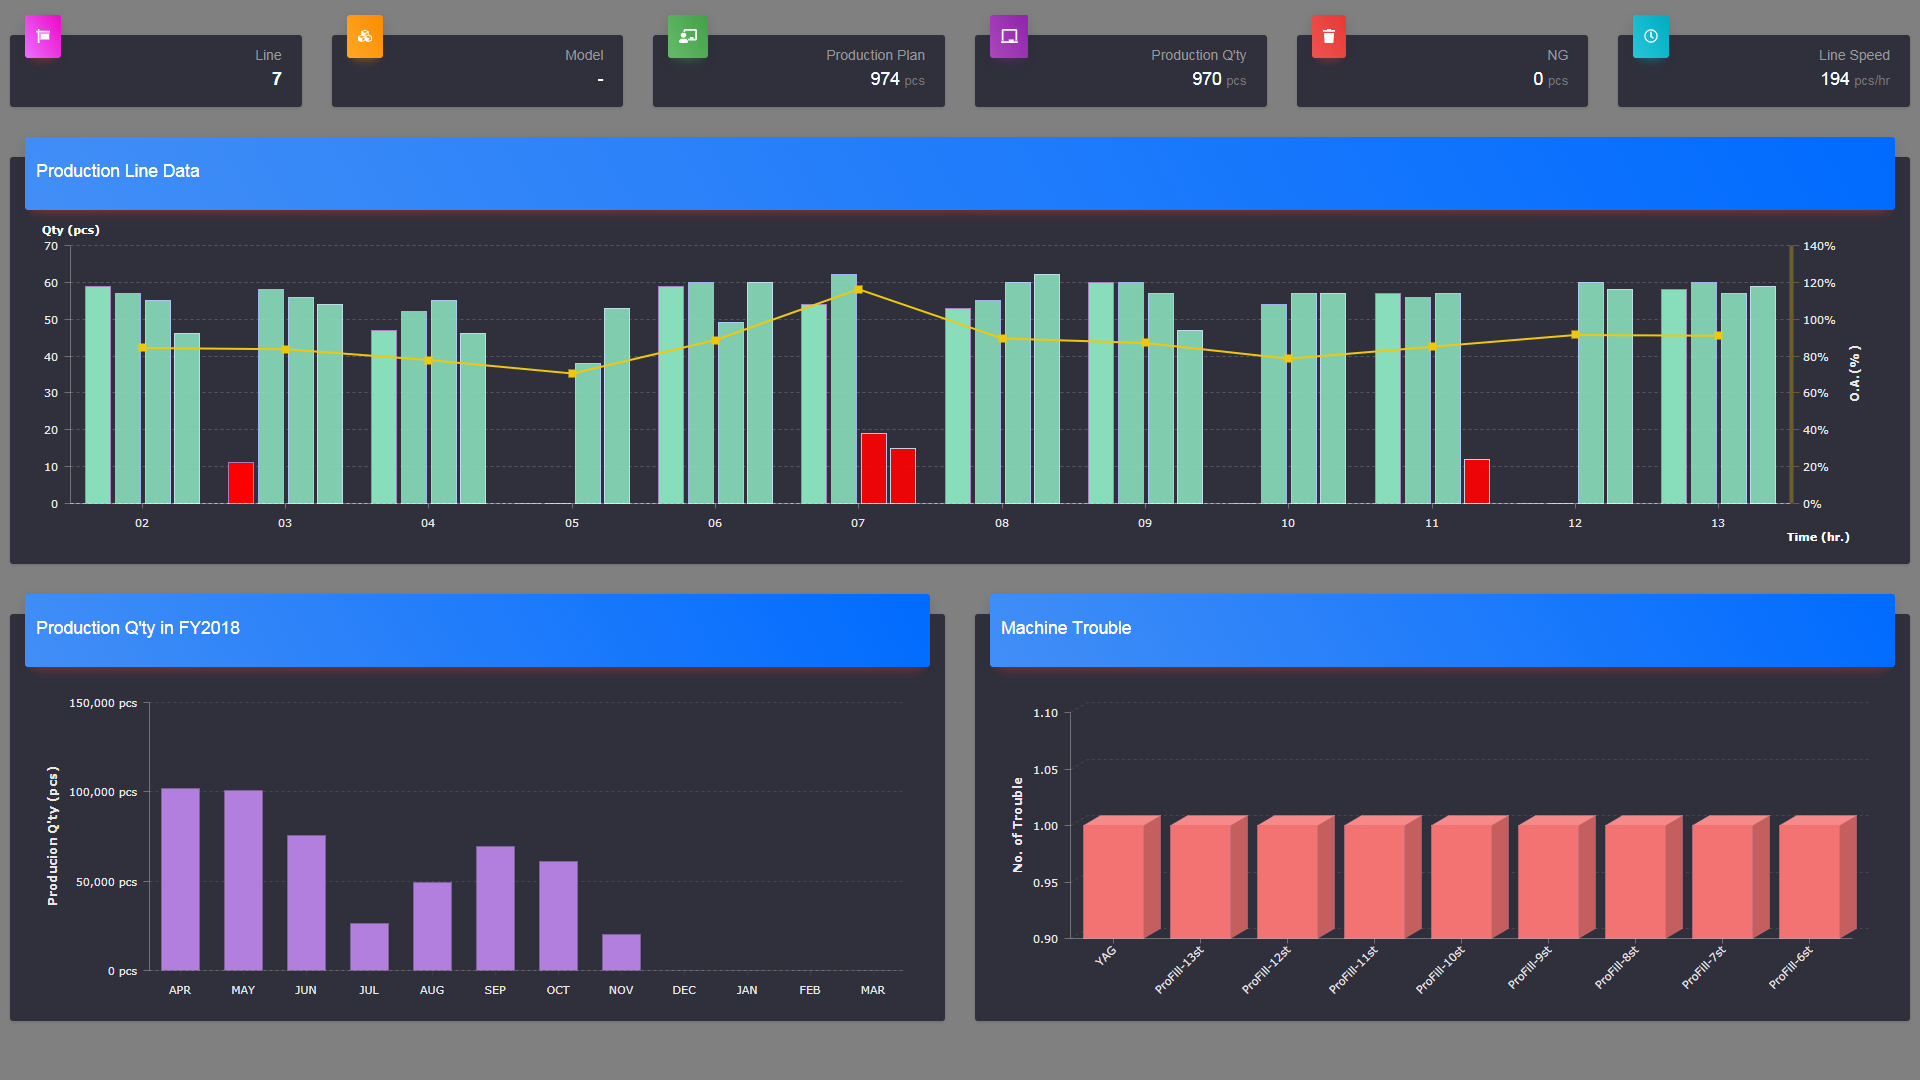 Line
7
Model
-
Production Plan
974 pcs
Production Q'ty
970 pcs
NG
0 pcs
Line Speed
194 pcs/hr
Production Line Data
Qty (pcs)
70
60
50
40
30
20
10
0
140%
120%
100%
80%
60%
40%
20%
0%
O.A.(% )
02 03 04 05 06 07 08 09 10 11 12 13
Time (hr.)
Production Q'ty in FY2018
Producion Q'ty (pcs)
150,000 pcs
100,000 pcs
50,000 pcs
0 pcs
APR MAY JUN JUL AUG SEP OCT NOV DEC JAN FEB MAR
Machine Trouble
No. of Trouble
1.10
1.05
1.00
0.95
0.90
YAG ProFill-13st ProFill-12st ProFill-11st ProFill-10st ProFill-9st ProFill-8st ProFill-7st ProFill-6st